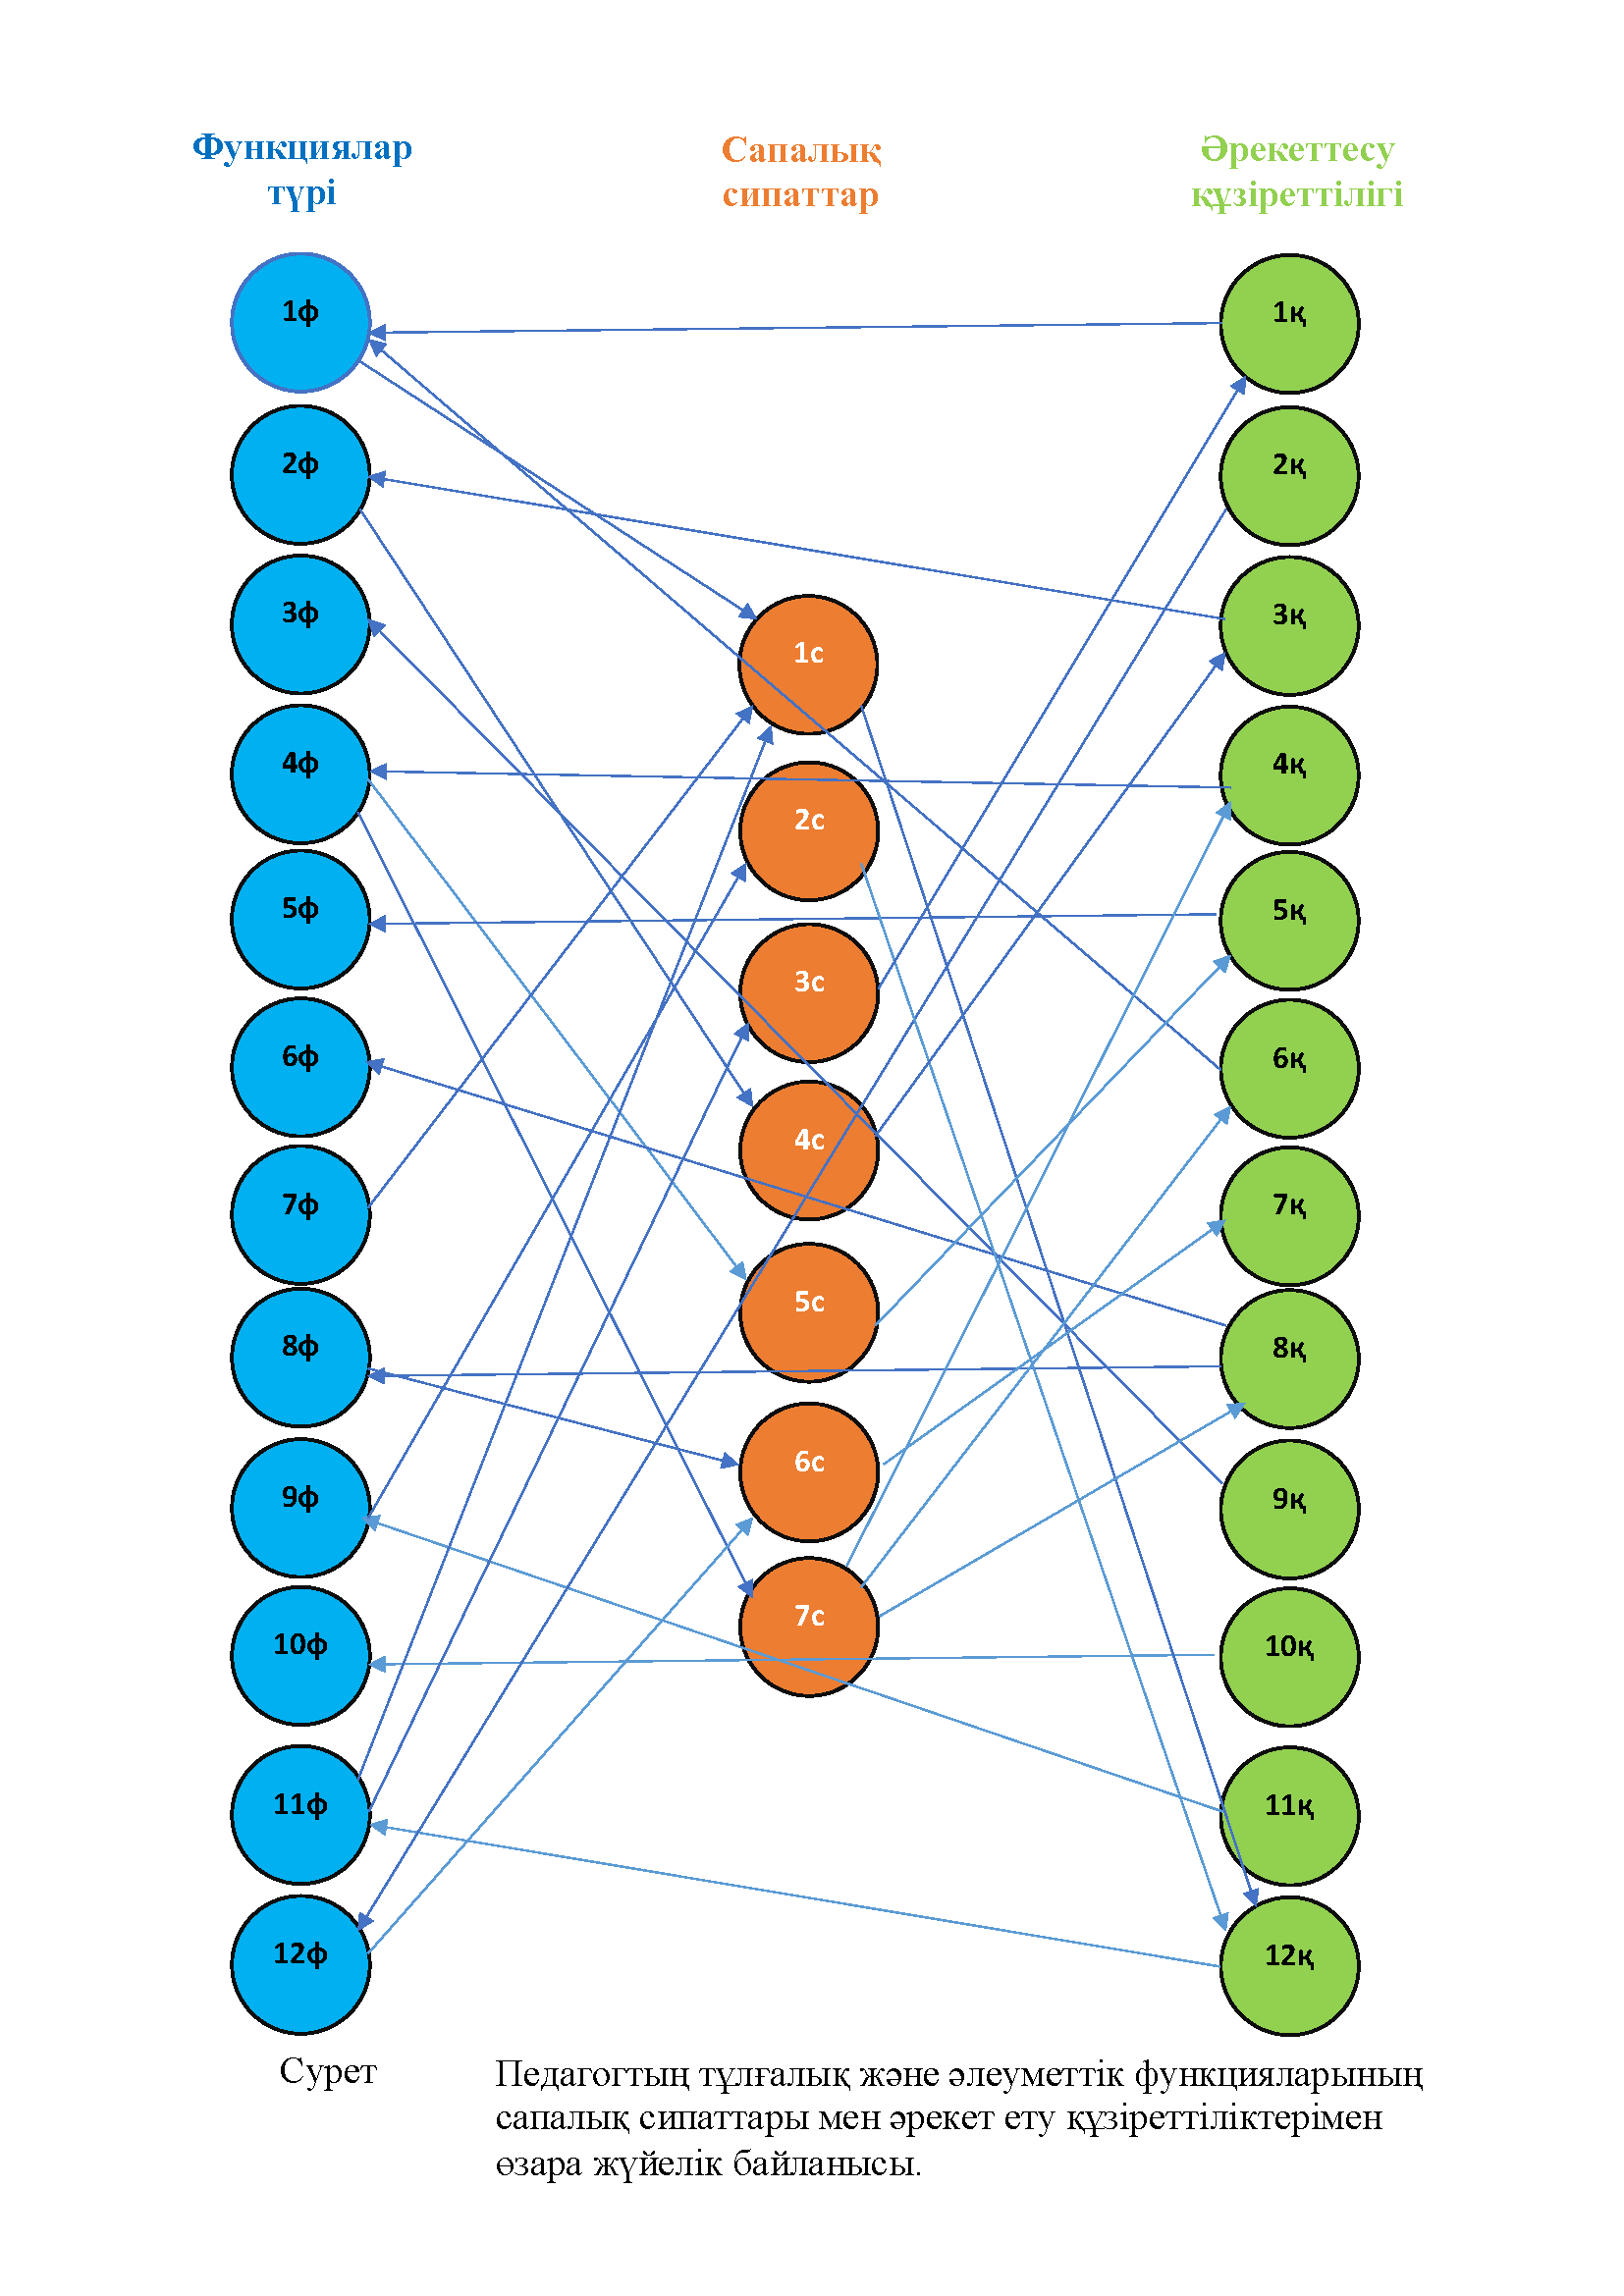 Функциялар
түрі
Сапалық
сипаттар
Әрекеттесу
құзіреттілігі
1ф
2ф
3ф
4ф
5ф
6ф
7ф
8ф
9ф
10ф
11ф
12ф
1с
2с
3с
4с
5с
6с
7с
1қ
2қ
3қ
4қ
5қ
6қ
7қ
8қ
9қ
10қ
11қ
12қ
Сурет
Педагогтың тұлғалық және әлеуметтік функцияларының
сапалық сипаттары мен әрекет ету құзіреттіліктерімен
өзара жүйелік байланысы.